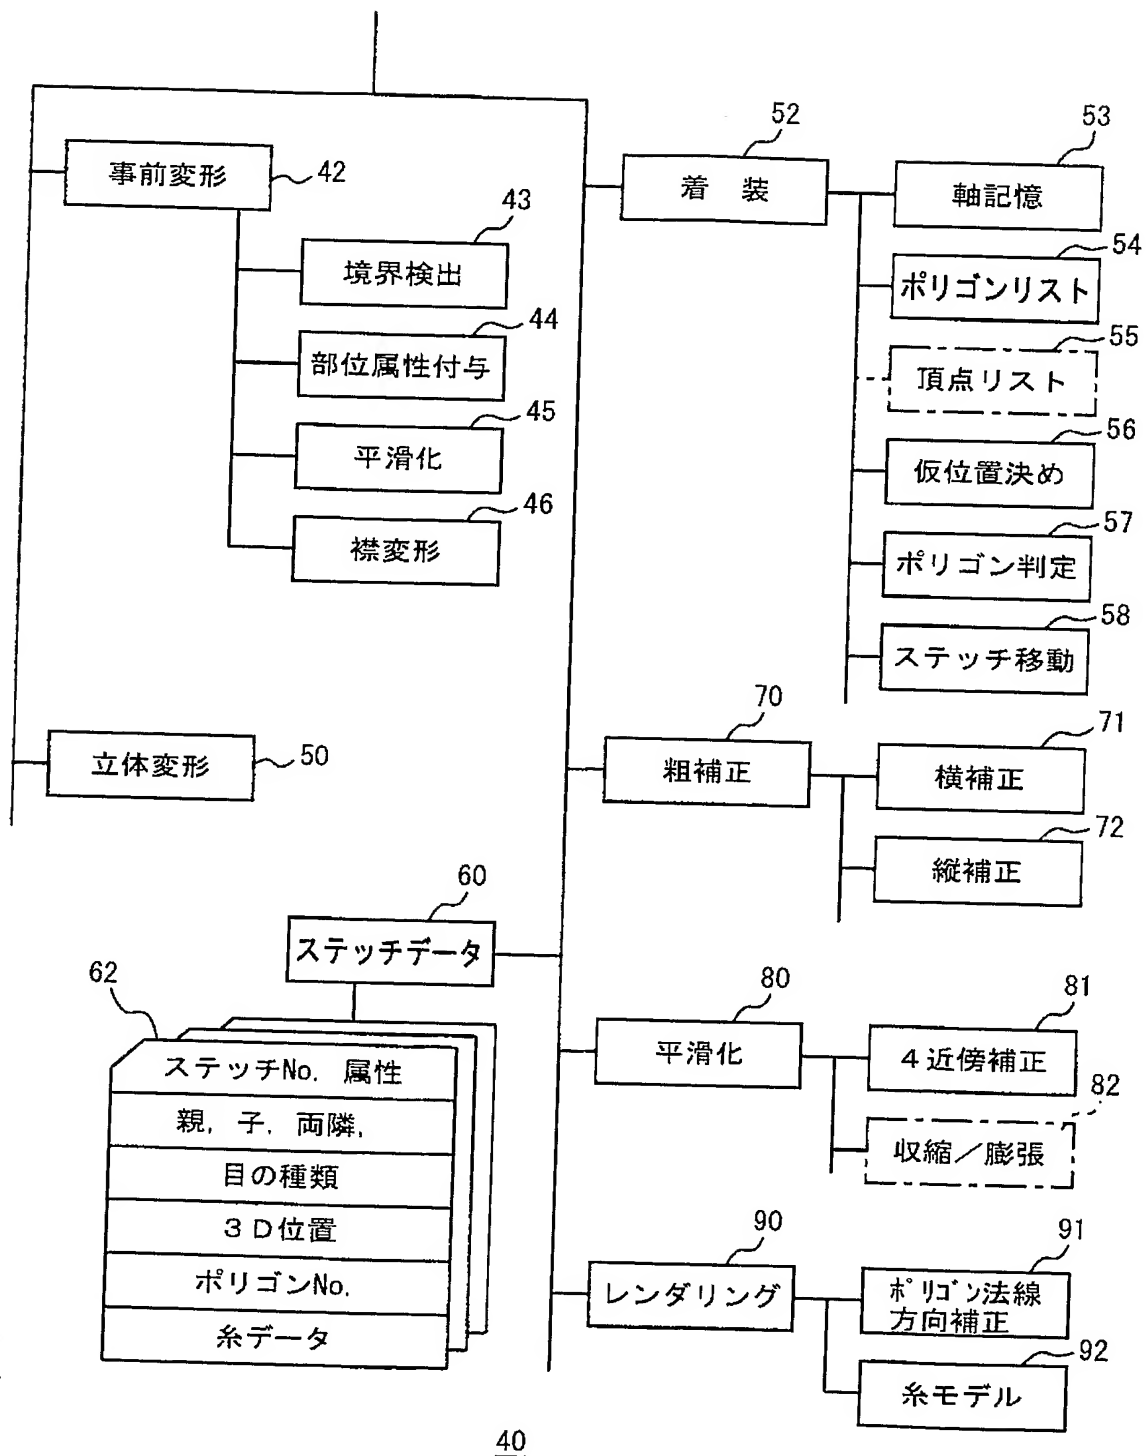 事前変形
42
43
境界検出
44
部位属性付与
45
平滑化
46
襟変形
立体変形
50
60
ステッチデータ
62
ステッチNo. 属性
親, 子, 両隣,
目の種類
3D位置
ポリゴンNo.
糸データ
52
着 装
53
軸記憶
54
ポリゴンリスト
55
頂点リスト
56
仮位置決め
57
ポリゴン判定
58
ステッチ移動
70
粗補正
71
横補正
72
縦補正
80
平滑化
81
4近傍補正
82
収縮/膨張
90
レンダリング
91
ポリゴン法線
方向補正
92
糸モデル
40